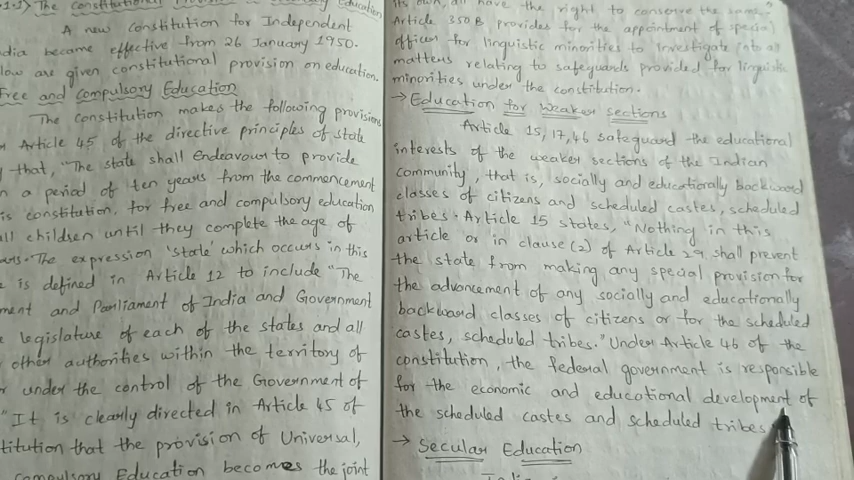 1.1-1) The constitutional Education
A new Constitution for Independent
dia became effective from 26 January 1950.
low are given constitutional provision on education.
Free and compulsory Education
The constitution makes the following provisions
Article 45 of the directive principles of state
that, "The state shall Endeavour to provide
n a period of ten years from the commencement
is constitution, for free and compulsory education
all children until they complete the age of
ars. The expression 'state' which occurs in this
e is defined in Article 12 to include "The
ment and Parliament of India and Government
e legislature of each of the states and all
other authorities within the territory of
r under the control of the Government of
"It is clearly directed in Article 45 of
titution that the provision of Universal,
compulsory Education becomes the joint
its own, all have the right to conserve the same."
Article 350 B provides for the appointment of special
officer for linguistic minorities to investigate into all
matters relating to safeguards provided for linguistic
minorities under the constitution.
→ Education for weaker sections
Article 15, 17, 46 safeguard the educational
interests of the weaker sections of the Indian
community, that is, socially and educationally backward
classes of citizens and scheduled castes, scheduled
tribes. Article 15 states, "Nothing in this
article or in clause (2) of Article 29 shall prevent
the state from making any special provision for
the advancement of any socially and educationally
backward classes of citizens or for the scheduled
castes, scheduled tribes." Under Article 46 of the
constitution, the federal government is responsible
for the economic and educational development of
the scheduled castes and scheduled tribes
→ Secular Education